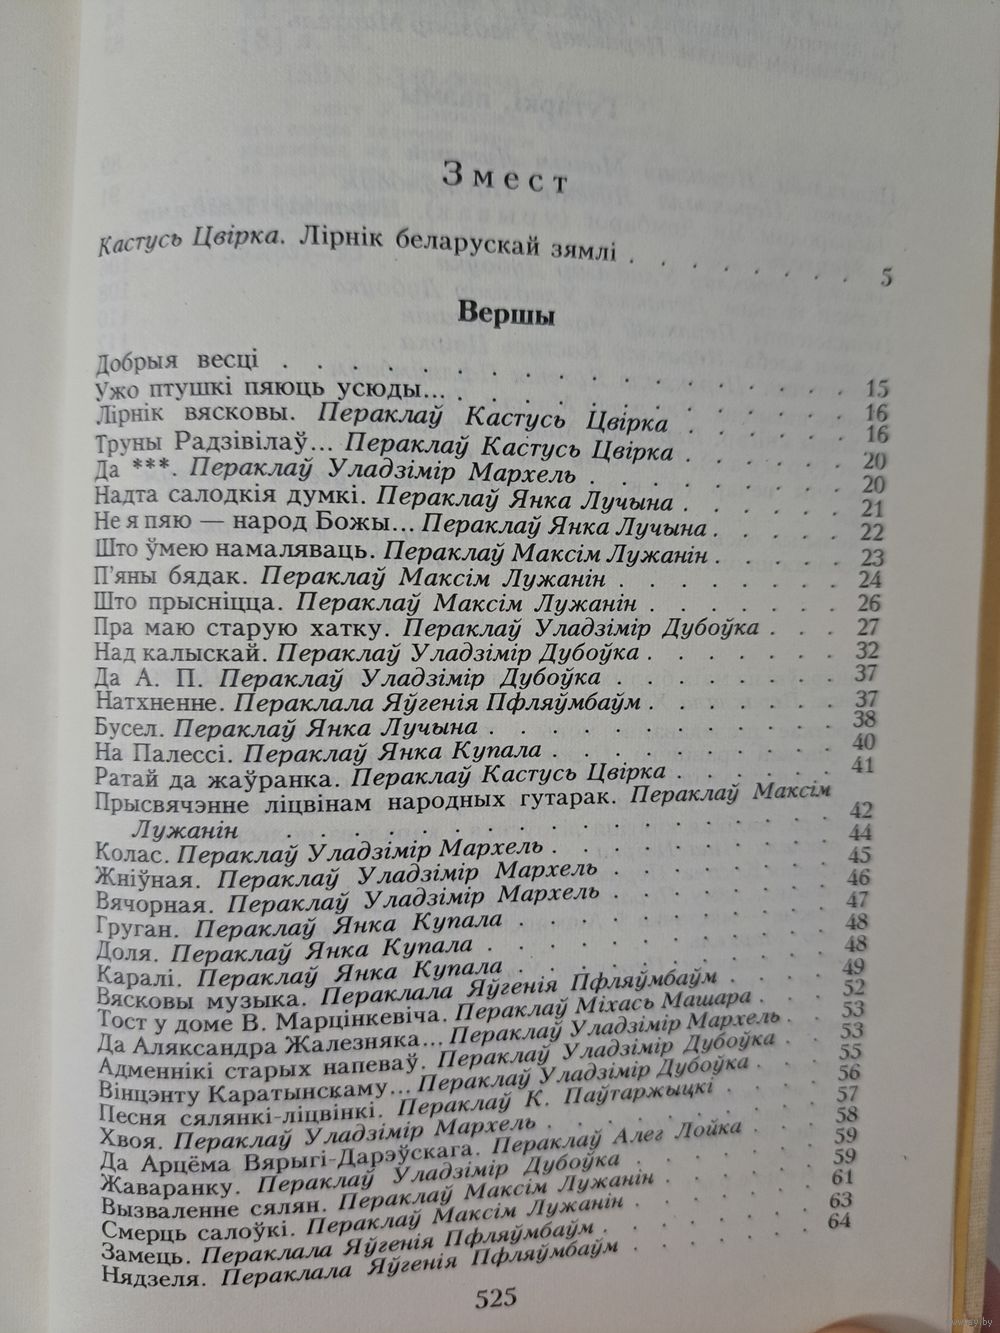 Змест
Кастусь Цвірка. Лірнік беларускай зямлі . . . . . . . . 5
Вершы
Добрыя весці . . . . . . . . . . . . . . . . 15
Ужо птушкі пяюць усюды... . . . . . . . . . . . 16
Лірнік вясковы. Пераклаў Кастусь Цвірка . . . . . . 16
Труны Радзівілаў... Пераклаў Кастусь Цвірка . . . . . 20
Да ***. Пераклаў Уладзімір Мархель . . . . . . . . 20
Надта салодкія думкі. Пераклаў Янка Лучына . . . . . 21
Не я пяю — народ Божы... Пераклаў Янка Лучына . . . . 22
Што ўмею намаляваць. Пераклаў Максім Лужанін . . . . 23
П'яны бядак. Пераклаў Максім Лужанін . . . . . . . 24
Што прысніцца. Пераклаў Максім Лужанін . . . . . . 26
Пра маю старую хатку. Пераклаў Уладзімір Дубоўка . . . 27
Над калыскай. Пераклаў Уладзімір Дубоўка . . . . . . 32
Да А. П. Пераклаў Уладзімір Дубоўка . . . . . . . 37
Натхненне. Пераклала Яўгенія Пфляўмбаўм . . . . . . 37
Бусел. Пераклаў Янка Лучына . . . . . . . . . . 38
На Палессі. Пераклаў Янка Купала . . . . . . . . 40
Ратай да жаўранка. Пераклаў Кастусь Цвірка . . . . . 41
Прысвячэнне ліцвінам народных гутарак. Пераклаў Максім
Лужанін . . . . . . . . . . . . . . . . 42
Колас. Пераклаў Уладзімір Мархель . . . . . . . . 44
Жніўная. Пераклаў Уладзімір Мархель . . . . . . . 45
Вячорная. Пераклаў Уладзімір Мархель . . . . . . . 46
Груган. Пераклаў Янка Купала . . . . . . . . . . 47
Доля. Пераклаў Янка Купала . . . . . . . . . . 48
Каралі. Пераклаў Янка Купала . . . . . . . . . . 48
Вясковы музыка. Пераклала Яўгенія Пфляўмбаўм . . . . 49
Тост у доме В. Марцінкевіча. Пераклаў Міхась Машара . . . 52
Да Аляксандра Жалезняка... Пераклаў Уладзімір Мархель . . 53
Адменнікі старых напеваў. Пераклаў Уладзімір Дубоўка . . . 53
Вінцэнту Каратынскаму... Пераклаў Уладзімір Дубоўка . . . 55
Песня сялянкі-ліцвінкі. Пераклаў К. Паўтаржыцкі . . . . 56
Хвоя. Пераклаў Уладзімір Мархель . . . . . . . . 57
Да Арцёма Вярыгі-Дарэўскага. Пераклаў Алег Лойка . . . 58
Жаваранку. Пераклаў Уладзімір Дубоўка . . . . . . 59
Вызваленне сялян. Пераклаў Максім Лужанін . . . . . 59
Смерць салоўкі. Пераклаў Максім Лужанін . . . . . . 61
Замець. Пераклала Яўгенія Пфляўмбаўм . . . . . . . 63
Нядзеля. Пераклала Яўгенія Пфляўмбаўм . . . . . . 64
525